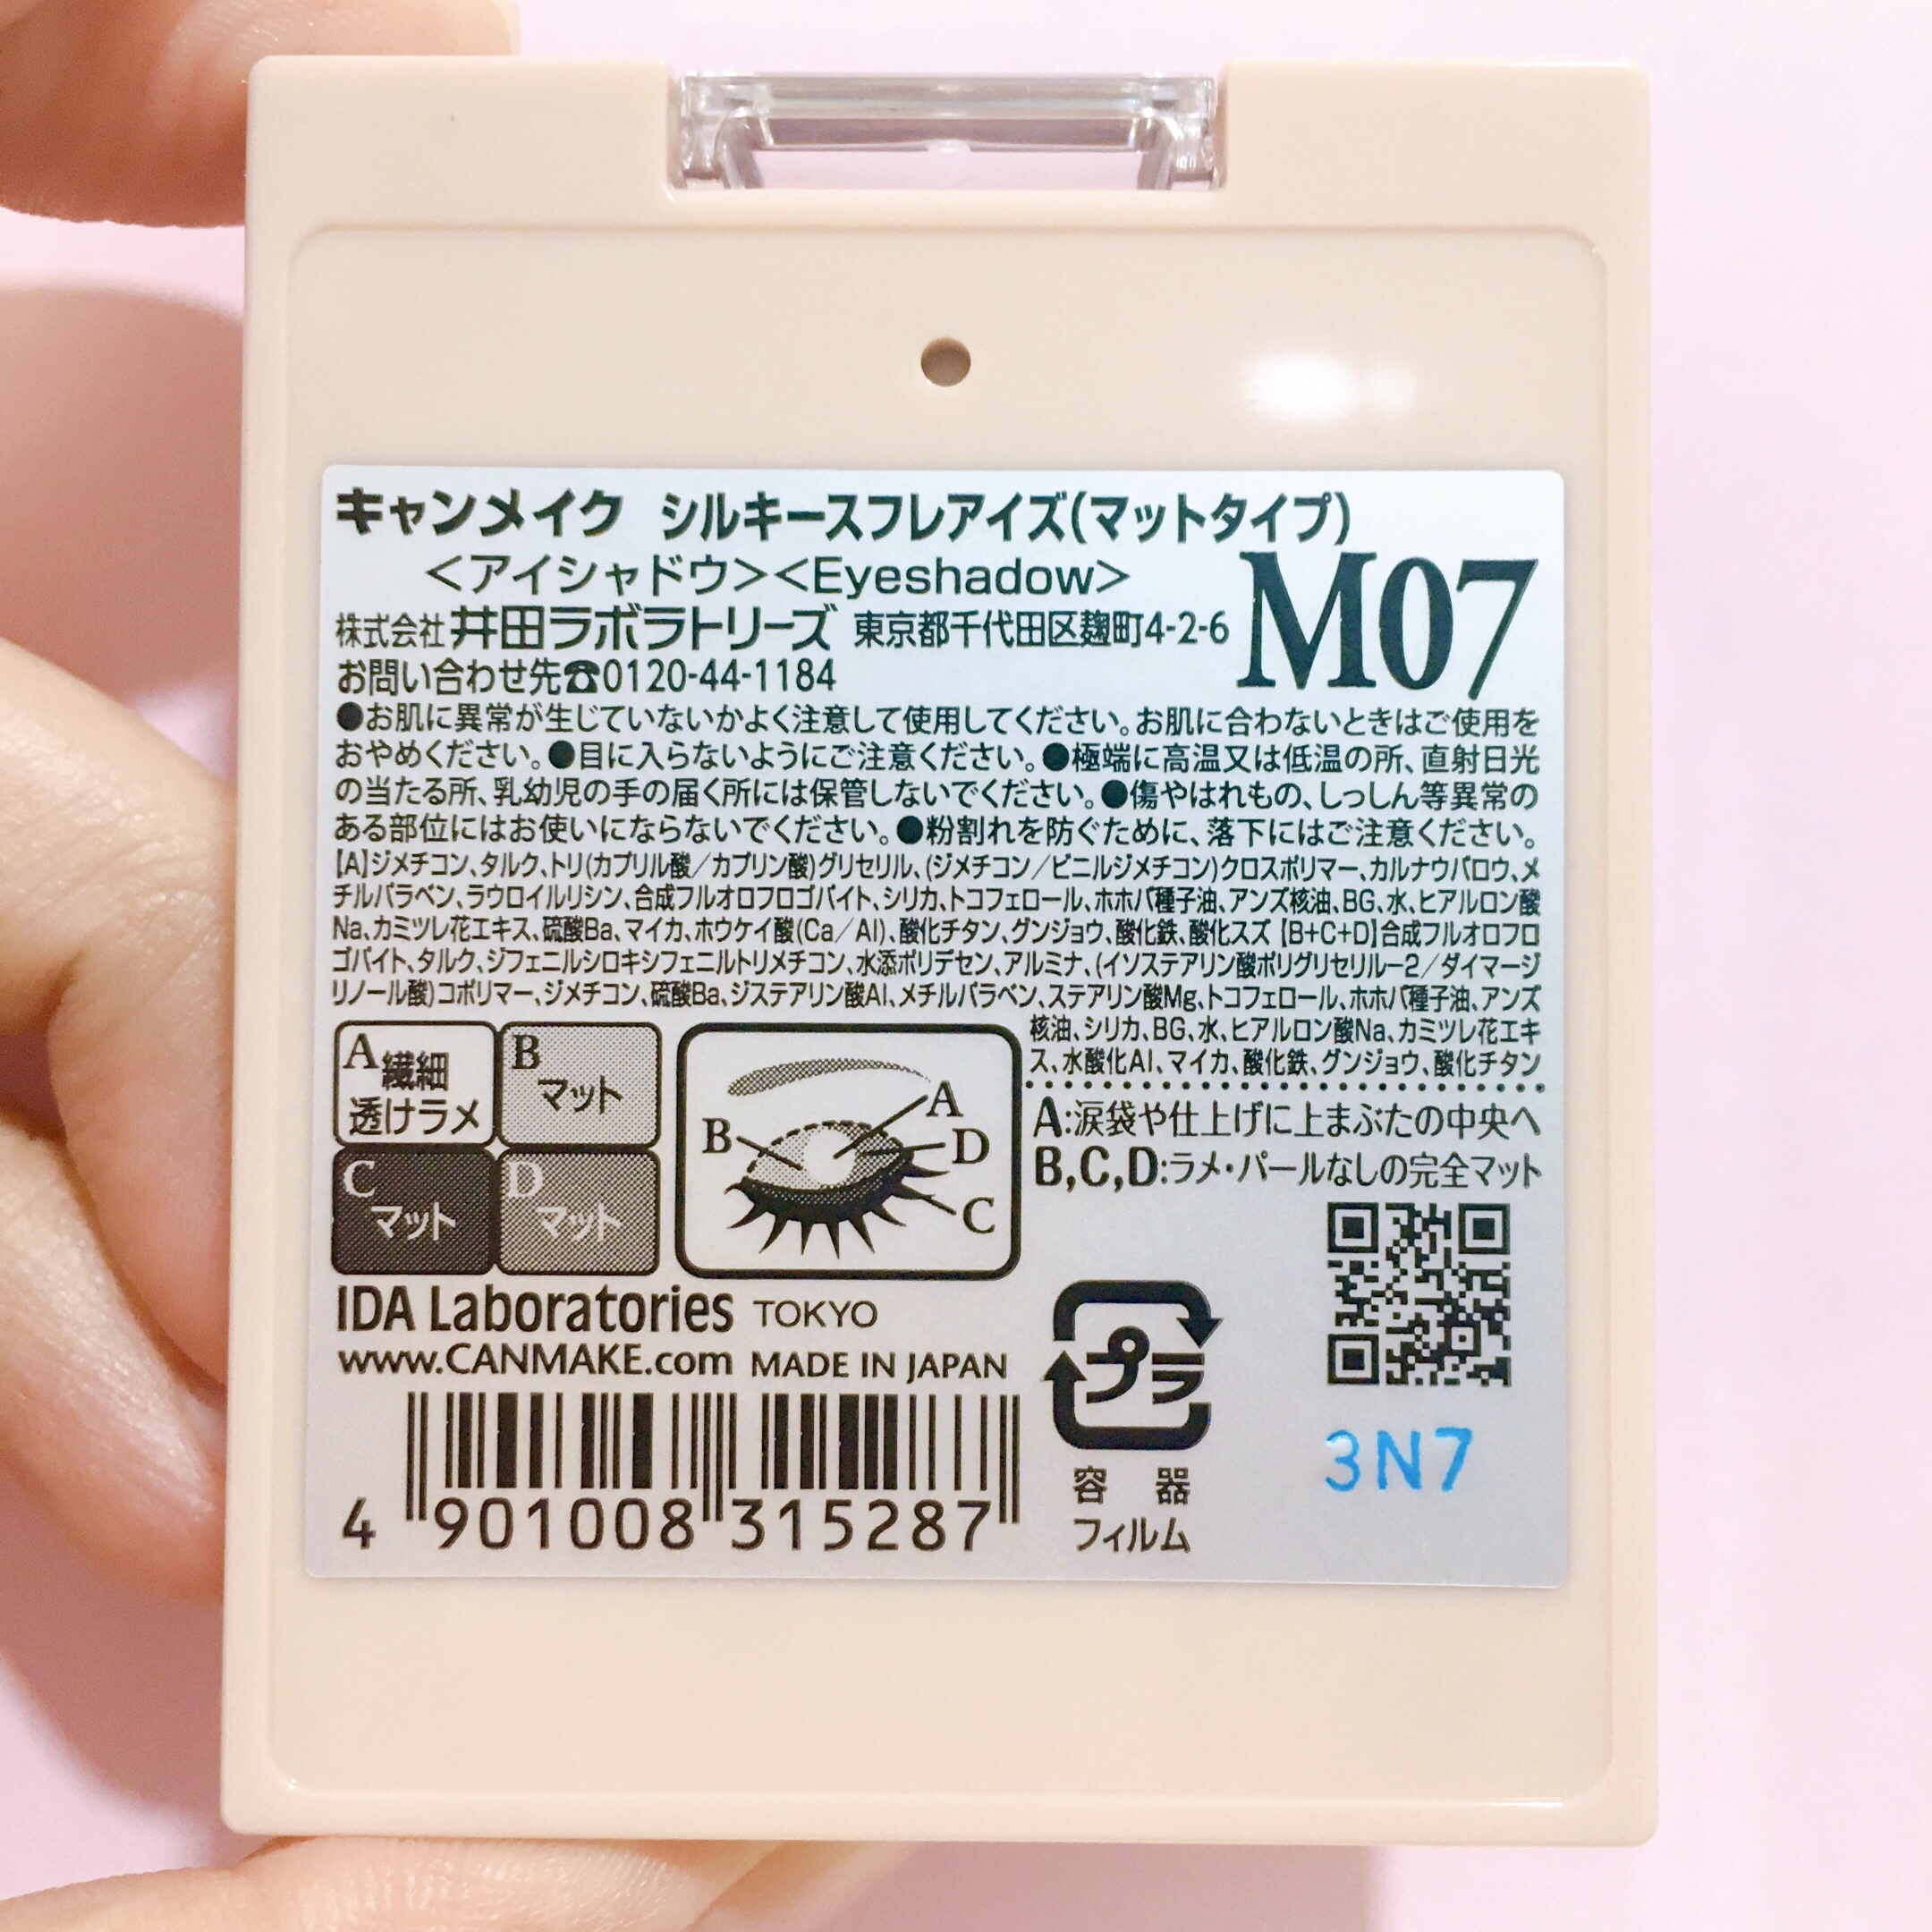 キャンメイク シルキースフレアイズ(マットタイプ)
<アイシャドウ><Eyeshadow>
M07
株式会社 井田ラボラトリーズ 東京都千代田区麹町4-2-6
お問い合わせ先☎0120-44-1184
●お肌に異常が生じていないかよく注意して使用してください。お肌に合わないときはご使用を
おやめください。●目に入らないようにご注意ください。●極端に高温又は低温の所、直射日光
の当たる所、乳幼児の手の届く所には保管しないでください。●傷やはれもの、しっしん等異常の
ある部位にはお使いにならないでください。●粉割れを防ぐために、落下にはご注意ください。
【A】ジメチコン、タルク、トリ(カプリル酸／カプリン酸)グリセリル、(ジメチコン／ビニルジメチコン)クロスポリマー、カルナウバロウ、メ
チルパラベン、ラウロイルリシン、合成フルオロフロゴパイト、シリカ、トコフェロール、ホホバ種子油、アンズ核油、BG、水、ヒアルロン酸
Na、カミツレ花エキス、硫酸Ba、マイカ、ホウケイ酸(Ca／Al)、酸化チタン、グンジョウ、酸化鉄、酸化スズ【B+C+D】合成フルオロフロ
ゴパイト、タルク、ジフェニルシロキシフェニルトリメチコン、水添ポリデセン、アルミナ、(イソステアリン酸ポリグリセリル－2／ダイマージ
リノール酸)コポリマー、ジメチコン、硫酸Ba、ジステアリン酸Al、メチルパラベン、ステアリン酸Mg、トコフェロール、ホホバ種子油、アンズ
核油、シリカ、BG、水、ヒアルロン酸Na、カミツレ花エキ
ス、水酸化Al、マイカ、酸化鉄、グンジョウ、酸化チタン
A 繊細
透けラメ
B
マット
C
マット
D
マット
A
B
D
C
A:涙袋や仕上げに上まぶたの中央へ
B,C,D:ラメ・パールなしの完全マット
IDA Laboratories TOKYO
www.CANMAKE.com MADE IN JAPAN
4 901008 315287
プラ
容 器
フィルム
3N7